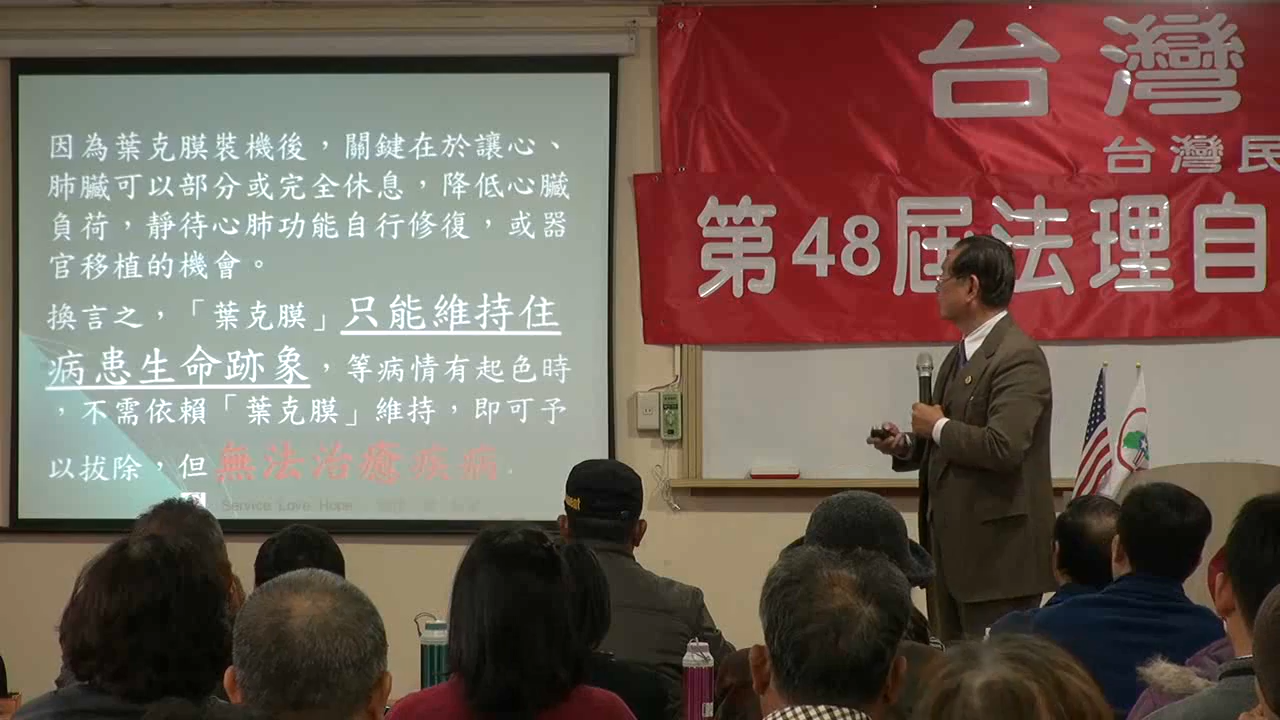 因為葉克膜裝機後，關鍵在於讓心、
肺臟可以部分或完全休息，降低心臟
負荷，靜待心肺功能自行修復，或器
官移植的機會。
換言之，「葉克膜」只能維持住
病患生命跡象，等病情有起色時
，不需依賴「葉克膜」維持，即可予
以拔除，但無法治癒疾病.
Service Love Hope
台灣
台灣民
第48屆法理自